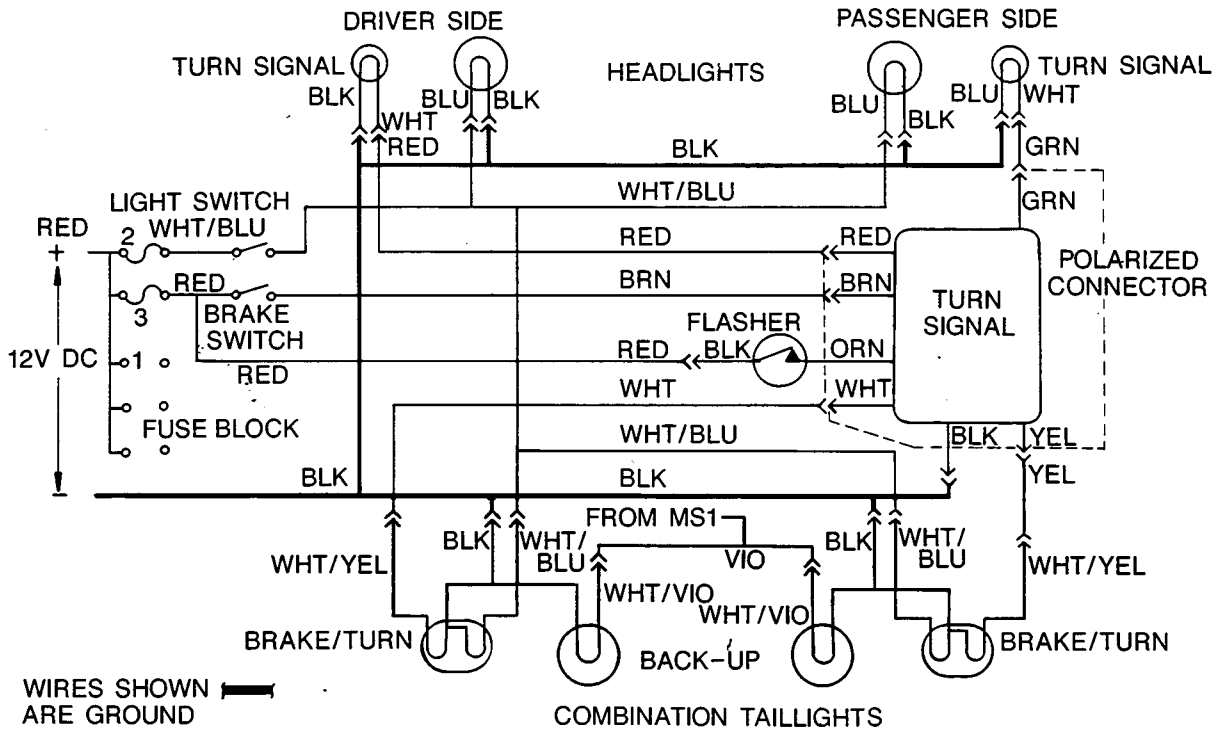 DRIVER SIDE
PASSENGER SIDE
TURN SIGNAL
HEADLIGHTS
TURN SIGNAL
BLK
BLU
BLK
BLU
BLU
WHT
WHT
BLK
RED
BLK
GRN
WHT/BLU
LIGHT SWITCH
GRN
RED
2
WHT/BLU
RED
RED
+
POLARIZED
CONNECTOR
RED
BRN
BRN
3
BRAKE
SWITCH
FLASHER
TURN
SIGNAL
12V DC
1
RED
RED
BLK
ORN
WHT
WHT
FUSE BLOCK
WHT/BLU
BLK
YEL
BLK
BLK
YEL
-
FROM MS1
BLK
WHT/
BLU
VIO
BLK
WHT/
BLU
WHT/YEL
WHT/YEL
WHT/VIO
WHT/VIO
BRAKE/TURN
BACK-UP
BRAKE/TURN
WIRES SHOWN
ARE GROUND
COMBINATION TAILLIGHTS